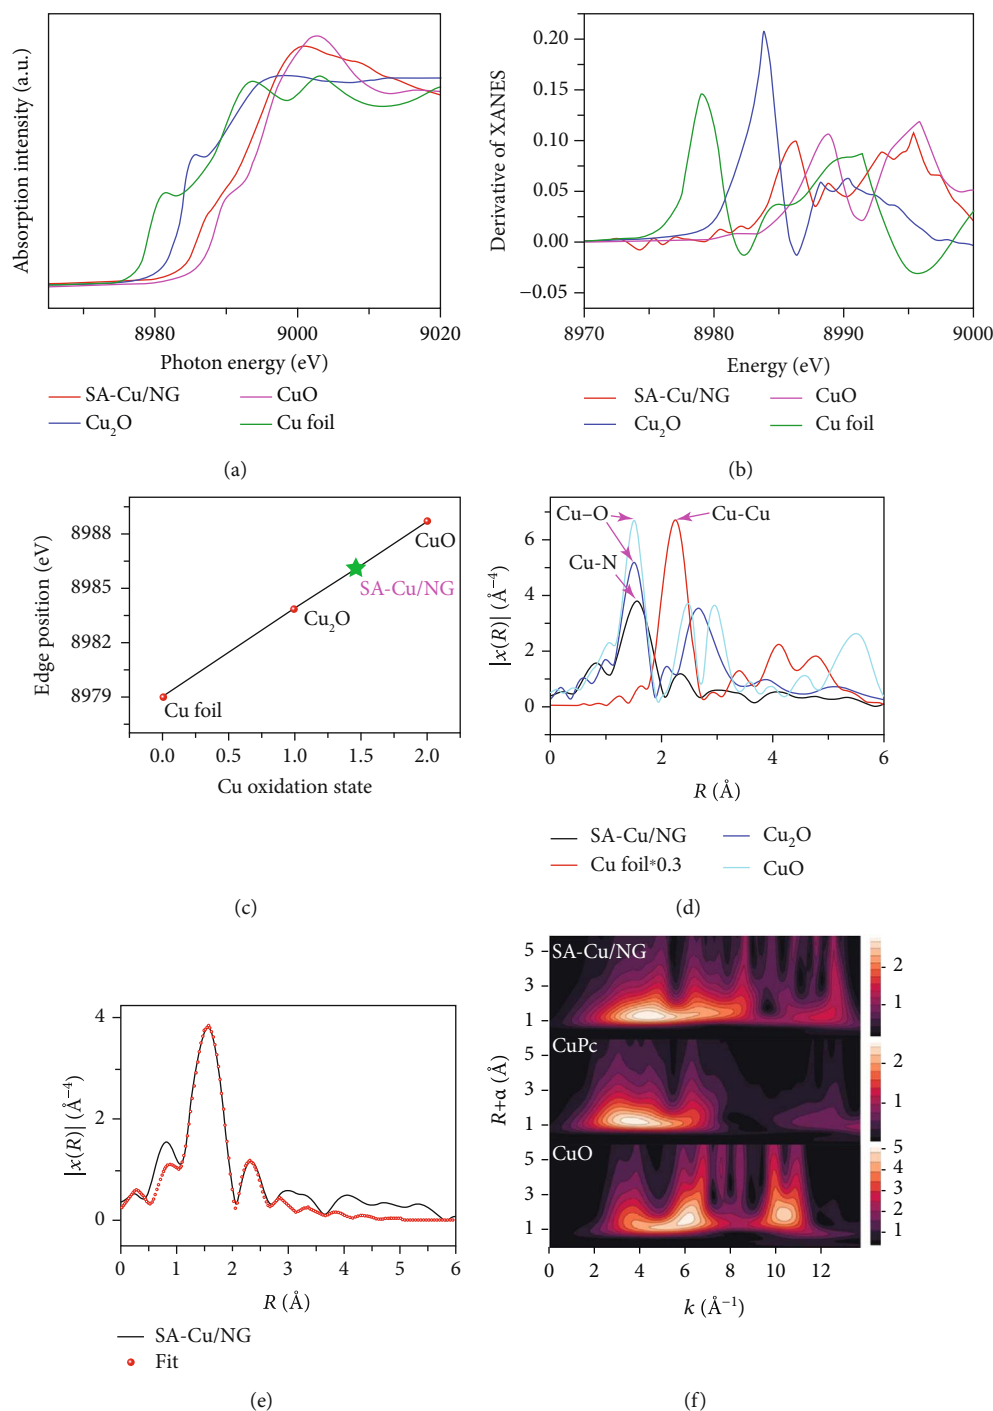 Absorption intensity (a.u.)
8980
9000
9020
Photon energy (eV)
SA-Cu/NG
CuO
Cu₂O
Cu foil
(a)
Derivative of XANES
0.20
0.15
0.10
0.05
0.00
−0.05
8970
8980
8990
9000
Energy (eV)
SA-Cu/NG
CuO
Cu₂O
Cu foil
(b)
Edge position (eV)
8988
8985
8982
8979
CuO
SA-Cu/NG
Cu₂O
Cu foil
0.0
0.5
1.0
1.5
2.0
Cu oxidation state
(c)
|x(R)| (Å⁻⁴)
6
4
2
0
Cu–O
Cu-Cu
Cu-N
0
2
4
6
R (Å)
SA-Cu/NG
Cu₂O
Cu foil*0.3
CuO
(d)
|x(R)| (Å⁻⁴)
4
2
0
0
1
2
3
4
5
6
R (Å)
SA-Cu/NG
Fit
(e)
R+α (Å)
5
3
1
5
3
1
5
3
1
SA-Cu/NG
CuPc
CuO
2
1
2
1
5
4
3
2
1
0
2
4
6
8
10
12
k (Å⁻¹)
(f)